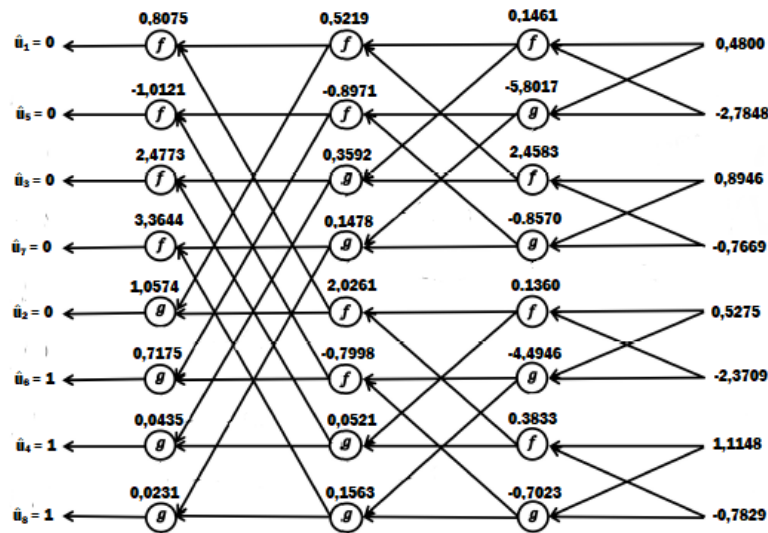 0,8075 0,5219 0,1461
û₁ = 0 f f f 0,4800
-1,0121 -0.8971 -5,8017
û₅ = 0 f f g -2,7848
2,4773 0,3592 2,4583
û₃ = 0 f g f 0,8946
3,3644 0,1478 -0.8570
û₇ = 0 f g g -0,7669
1,0574 2,0261 0.1360
û₂ = 0 g f f 0,5275
0,7175 -0,7998 -4,4946
û₆ = 1 g f g -2,3709
0,0435 0,0521 0.3833
û₄ = 1 g g f 1,1148
0,0231 0,1563 -0,7023
û₈ = 1 g g g -0,7829